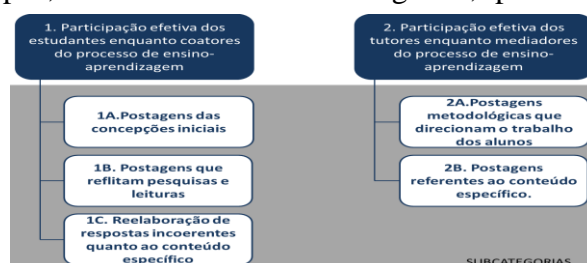 1. Participação efetiva dos
estudantes enquanto coatores
do processo de ensino-
aprendizagem
1A.Postagens das
concepções iniciais
1B. Postagens que
reflitam pesquisas e
leituras
1C. Reelaboração de
respostas incoerentes
quanto ao conteúdo
específico
2. Participação efetiva dos
tutores enquanto mediadores
do processo de ensino-
aprendizagem
2A.Postagens
metodológicas que
direcionam o trabalho
dos alunos
2B. Postagens
referentes ao conteúdo
específico.
SUBCATEGORIAS